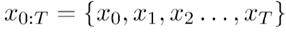 x_{0:T} = \{x_0, x_1, x_2 \ldots, x_T\}